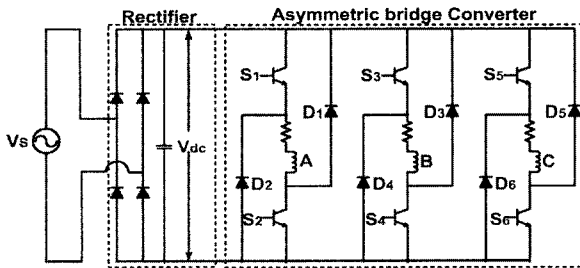 Rectifier
Asymmetric bridge Converter
S1
S3
S5
D1
D3
D5
Vs
Vdc
A
B
C
D2
D4
D6
S2
S4
S6